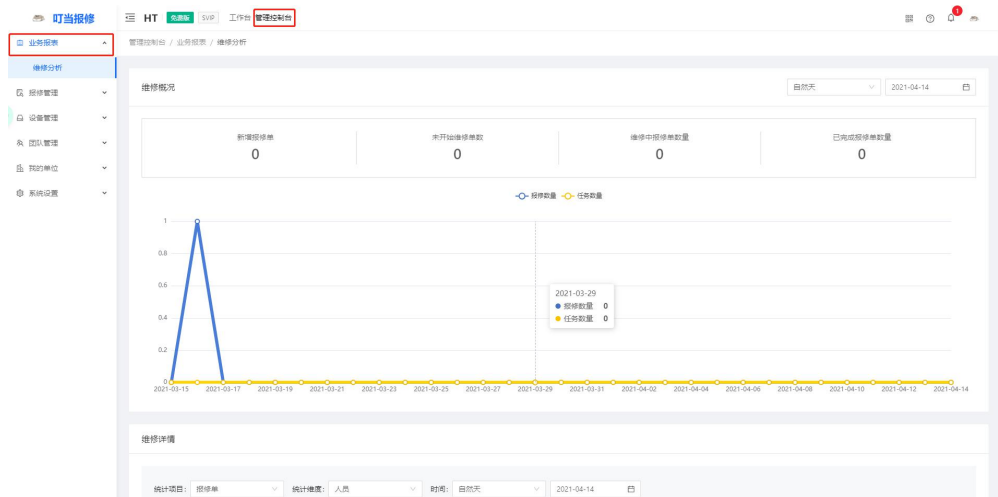 叮当报修
HT 免费版 SVIP 工作台 管理控制台
1
业务报表
管理控制台 / 业务报表 / 维修分析
维修分析
报修管理
设备管理
团队管理
我的单位
系统设置
维修概况
自然天 2021-04-14
新增报修单 未开始维修单数 维修中报修单数量 已完成报修单数量
0 0 0 0
报修数量 任务数量
1
0.8
0.6
0.4
0.2
0
2021-03-29
报修数量 0
任务数量 0
2021-03-15 2021-03-17 2021-03-19 2021-03-21 2021-03-23 2021-03-25 2021-03-27 2021-03-29 2021-03-31 2021-04-02 2021-04-04 2021-04-06 2021-04-08 2021-04-10 2021-04-12 2021-04-14
维修详情
统计项目: 报修单 统计维度: 人员 时间: 自然天 2021-04-14